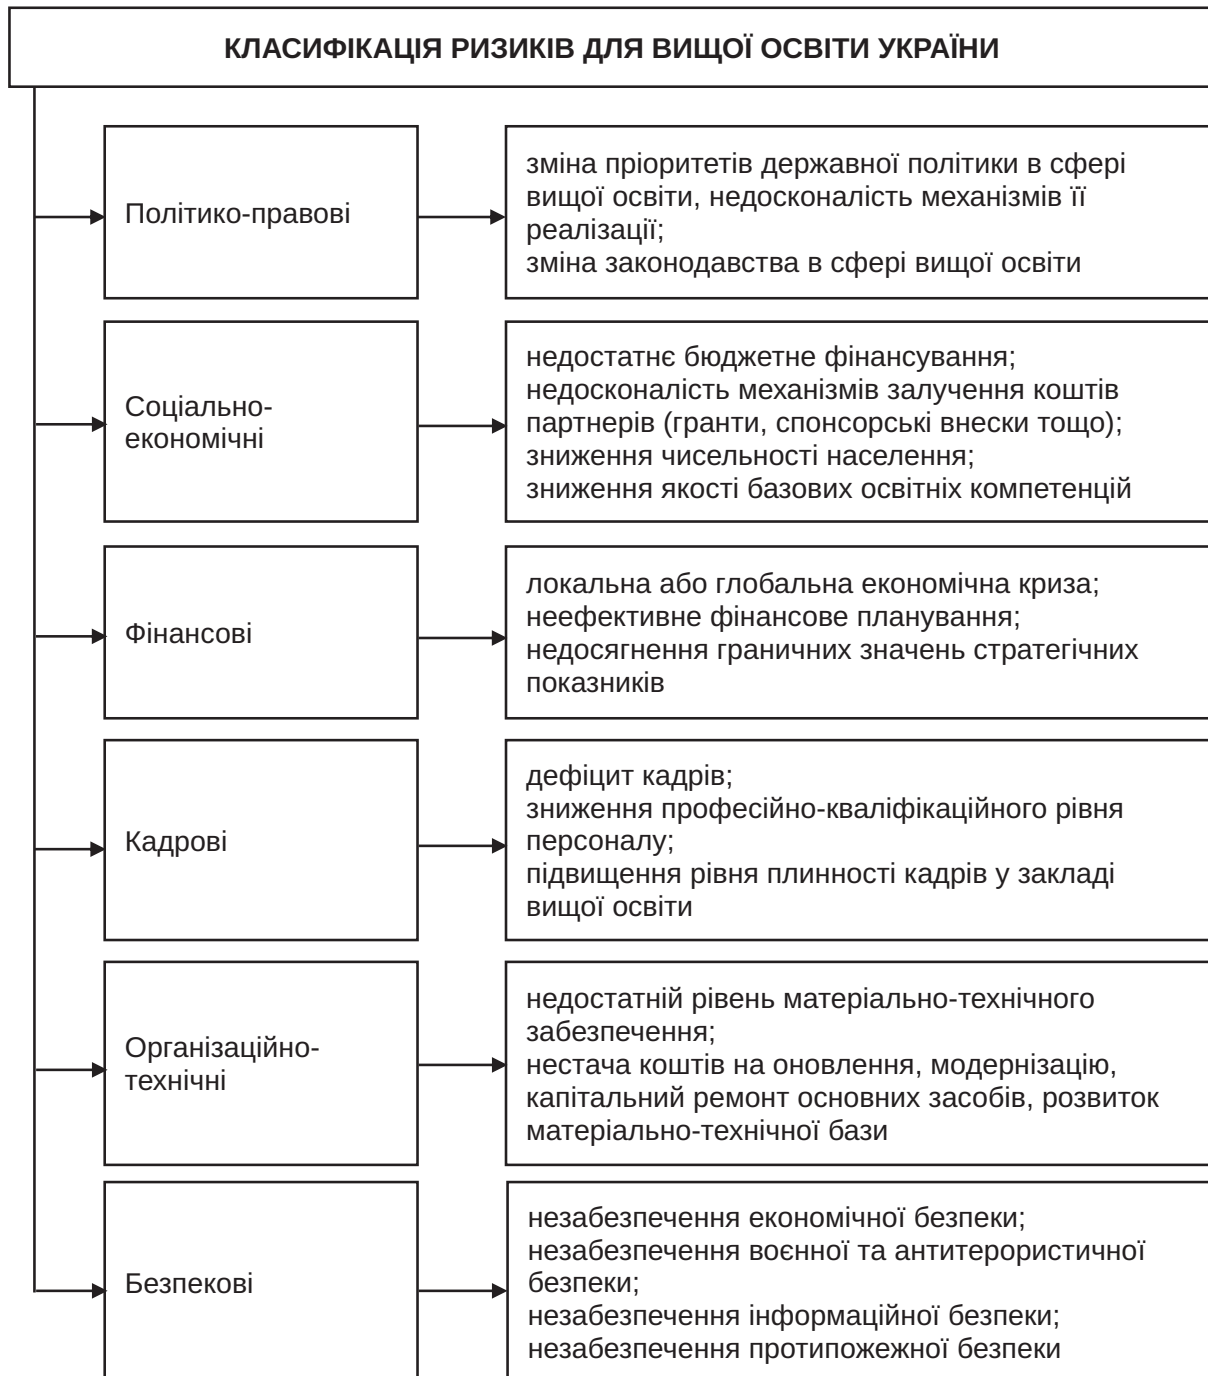 КЛАСИФІКАЦІЯ РИЗИКІВ ДЛЯ ВИЩОЇ ОСВІТИ УКРАЇНИ
Політико-правові
зміна пріоритетів державної політики в сфері
вищої освіти, недосконалість механізмів її
реалізації;
зміна законодавства в сфері вищої освіти
Соціально-
економічні
недостатнє бюджетне фінансування;
недосконалість механізмів залучення коштів
партнерів (гранти, спонсорські внески тощо);
зниження чисельності населення;
зниження якості базових освітніх компетенцій
Фінансові
локальна або глобальна економічна криза;
неефективне фінансове планування;
недосягнення граничних значень стратегічних
показників
Кадрові
дефіцит кадрів;
зниження професійно-кваліфікаційного рівня
персоналу;
підвищення рівня плинності кадрів у закладі
вищої освіти
Організаційно-
технічні
недостатній рівень матеріально-технічного
забезпечення;
нестача коштів на оновлення, модернізацію,
капітальний ремонт основних засобів, розвиток
матеріально-технічної бази
Безпекові
незабезпечення економічної безпеки;
незабезпечення воєнної та антитерористичної
безпеки;
незабезпечення інформаційної безпеки;
незабезпечення протипожежної безпеки